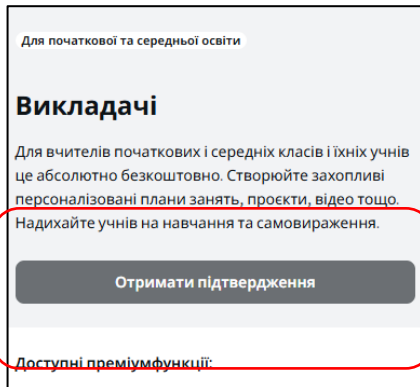 Для початкової та середньої освіти
Викладачі
Для вчителів початкових і середніх класів і їхніх учнів
це абсолютно безкоштовно. Створюйте захопливі
персоналізовані плани занять, проєкти, відео тощо.
Надихайте учнів на навчання та самовираження.
Отримати підтвердження
Доступні преміумфункції: